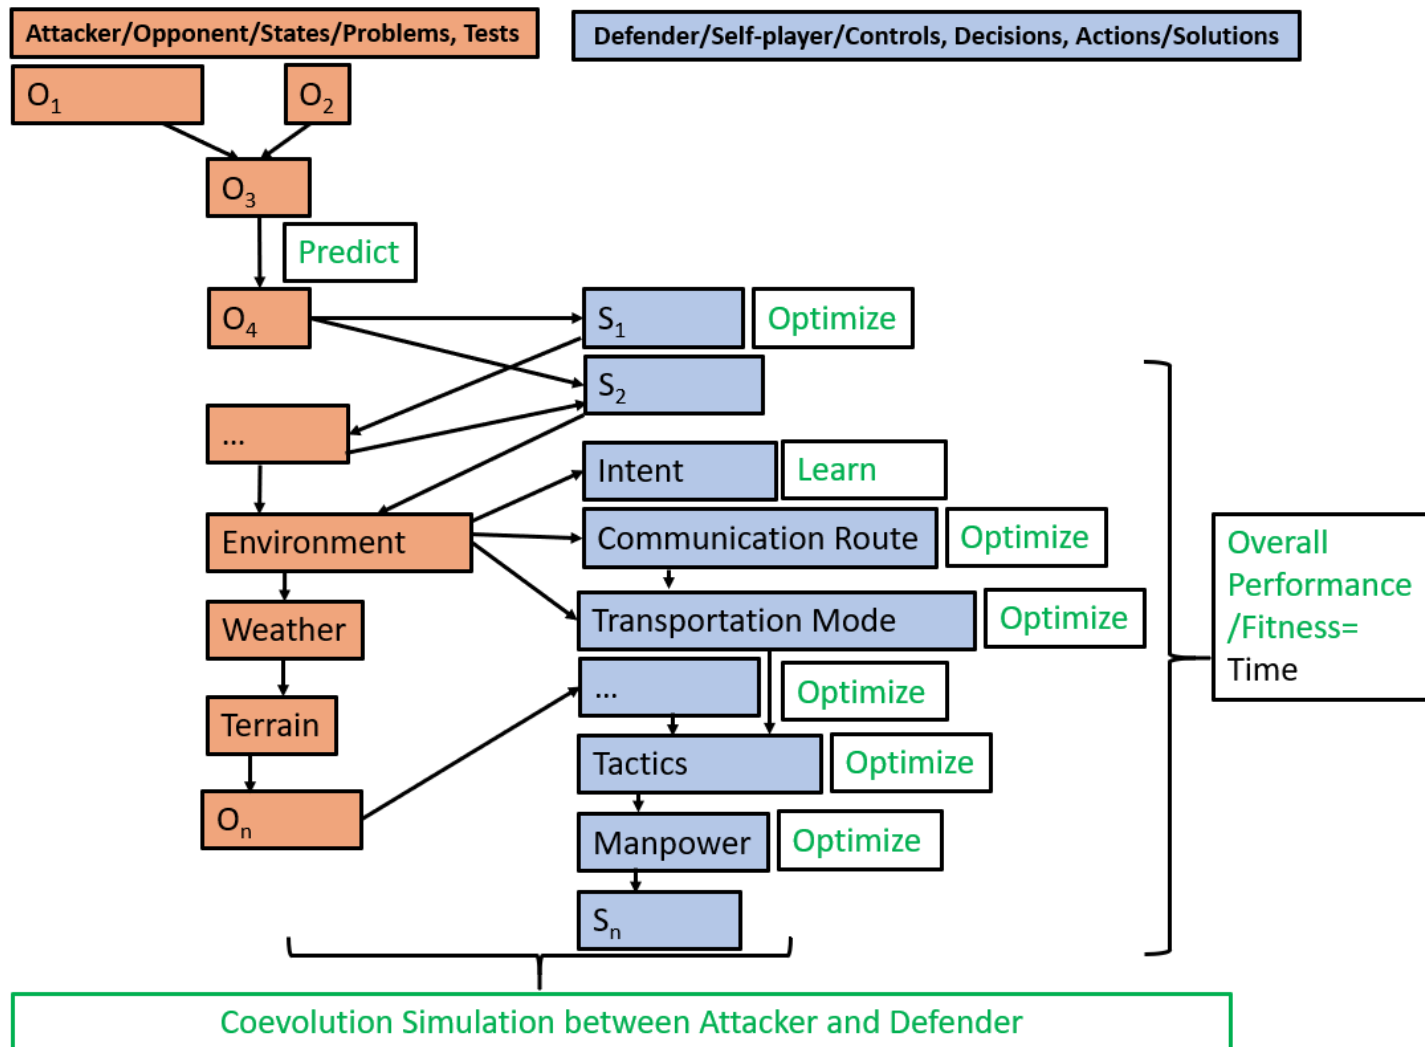 Attacker/Opponent/States/Problems, Tests
Defender/Self-player/Controls, Decisions, Actions/Solutions
O1
O2
O3
Predict
O4
S1
Optimize
S2
...
Intent
Learn
Environment
Communication Route
Optimize
Weather
Transportation Mode
Optimize
...
Optimize
Terrain
Tactics
Optimize
On
Manpower
Optimize
Sn
Overall
Performance
/Fitness=
Time
Coevolution Simulation between Attacker and Defender